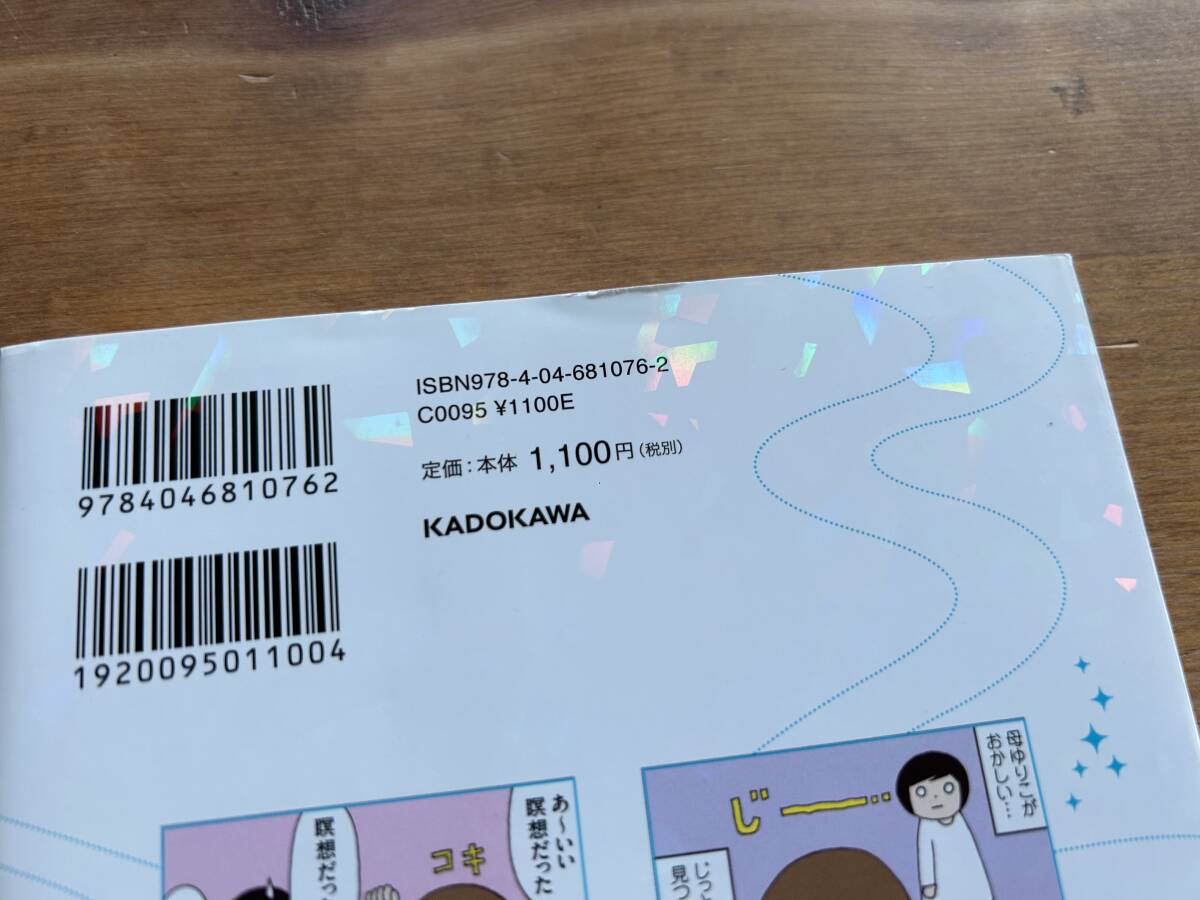 ISBN978-4-04-681076-2
C0095 ¥1100E
定価：本体 1,100円（税別）
KADOKAWA
9784046810762
1920095011004
母ゆりこが
おかしい…
じー…
じっ
見つ
あ～いい
瞑想だった
瞑想だっ
コキ